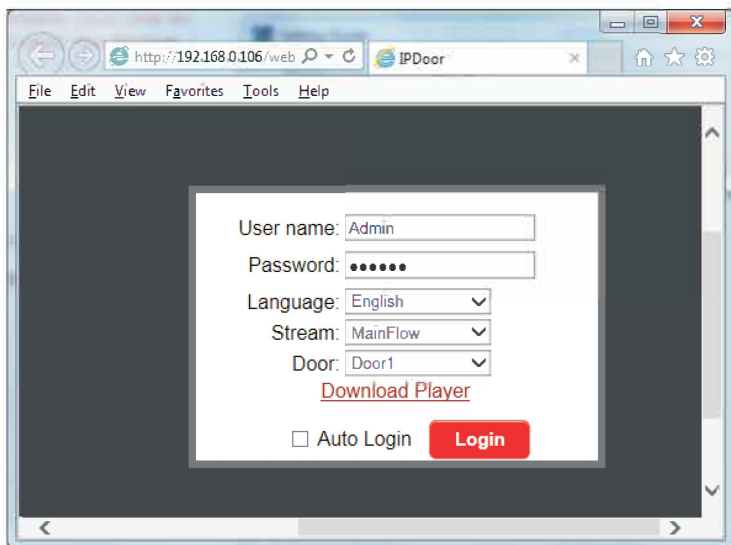 http://192.168.0.106/web
IPDoor
File Edit View Favorites Tools Help
User name: Admin
Password: ••••••
Language: English
Stream: MainFlow
Door: Door1
Download Player
Auto Login Login